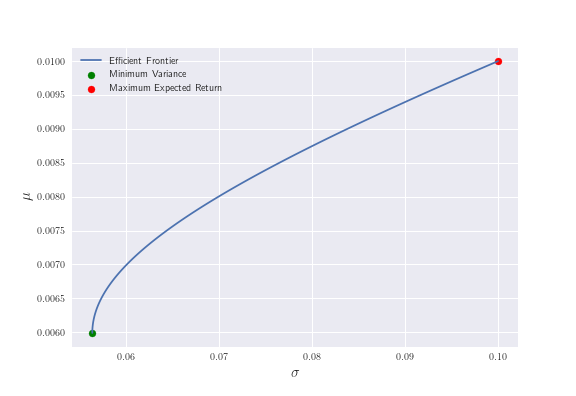 Efficient Frontier
Minimum Variance
Maximum Expected Return
0.0100
0.0095
0.0090
0.0085
0.0080
0.0075
0.0070
0.0065
0.0060
μ
0.06 0.07 0.08 0.09 0.10
σ